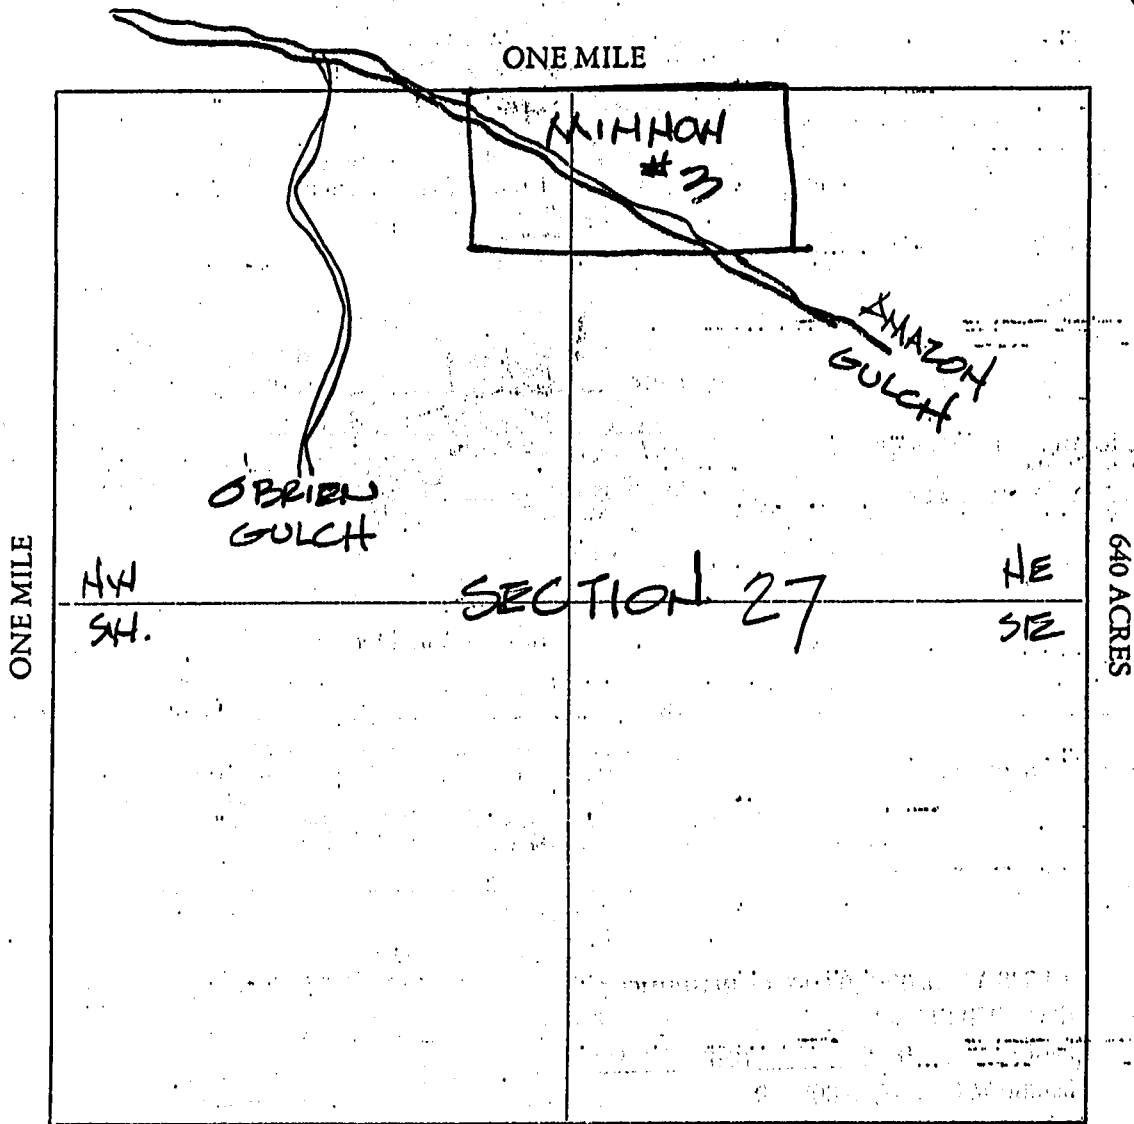 ONE MILE
MINNOW
#3
AMAZON
GULCH
O'BRIEN
GULCH
ONE MILE
NW
SW.
SECTION 27
NE
SE
640 ACRES